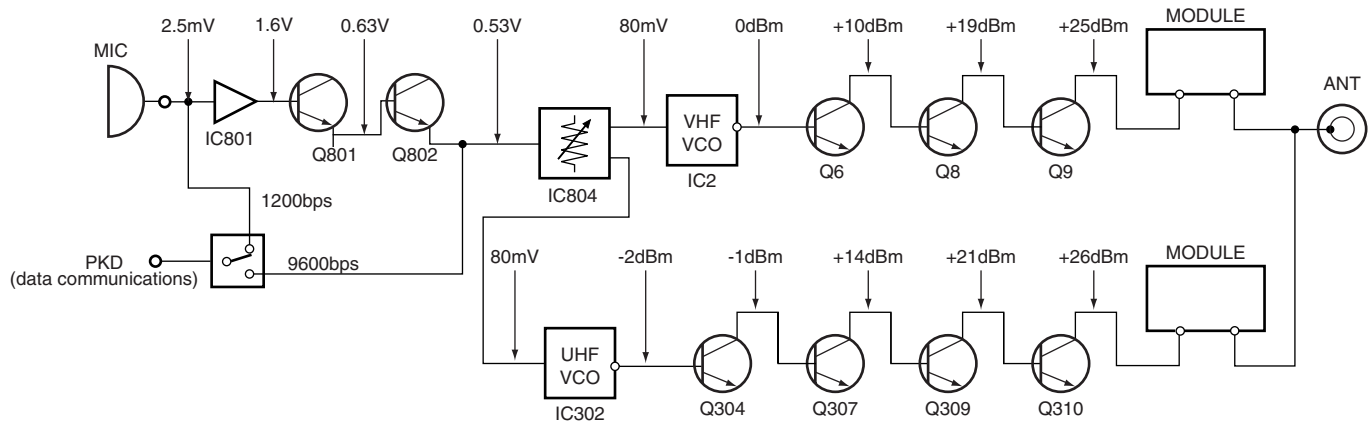 2.5mV
1.6V
0.63V
0.53V
80mV
0dBm
+10dBm
+19dBm
+25dBm
MODULE
MIC
ANT
IC801
Q801
Q802
IC804
VHF
VCO
IC2
Q6
Q8
Q9
1200bps
PKD
(data communications)
9600bps
80mV
-2dBm
-1dBm
+14dBm
+21dBm
+26dBm
MODULE
UHF
VCO
IC302
Q304
Q307
Q309
Q310